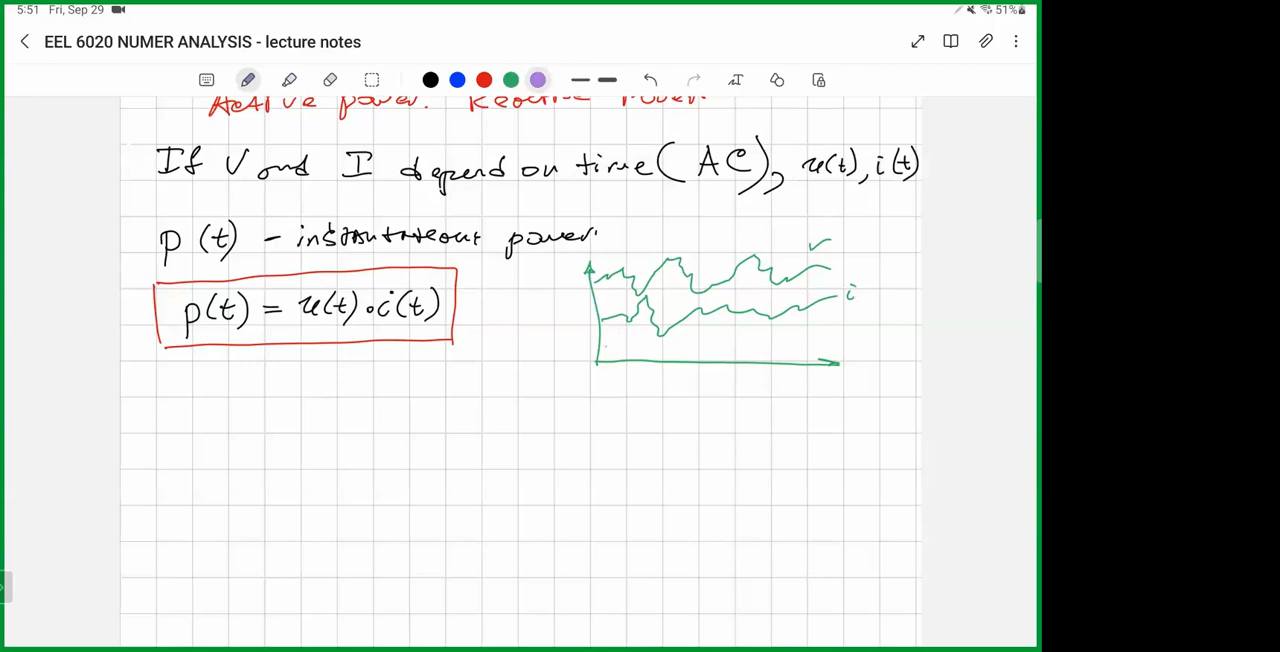 5:51 Fri, Sep 29 51%
EEL 6020 NUMER ANALYSIS - lecture notes
Active power. Reactive Power.
If V and I depend on time (AC), v(t), i(t)
p(t) - instantaneous power.
v
i
p(t) = v(t) · i(t)